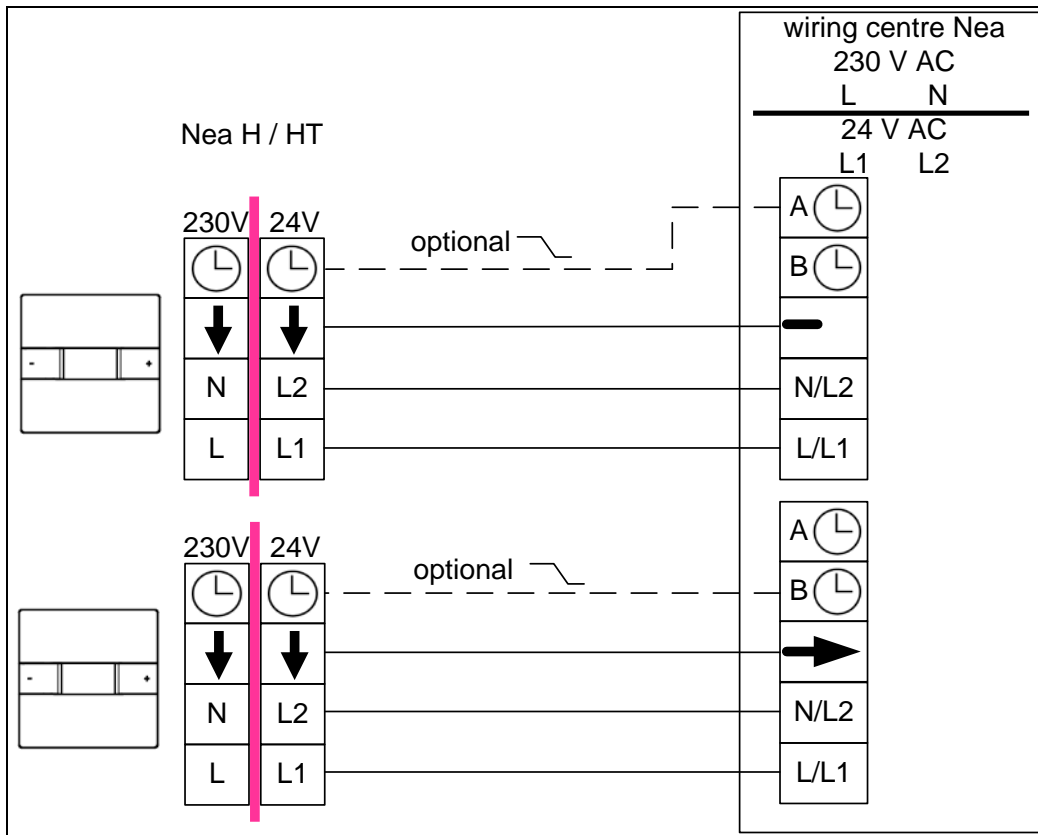 wiring centre Nea
230 V AC
L N
24 V AC
L1 L2
Nea H / HT
230V 24V
optional
A
B
- +
N L2
N/L2
L L1
L/L1
230V 24V
optional
A
B
- +
N L2
N/L2
L L1
L/L1